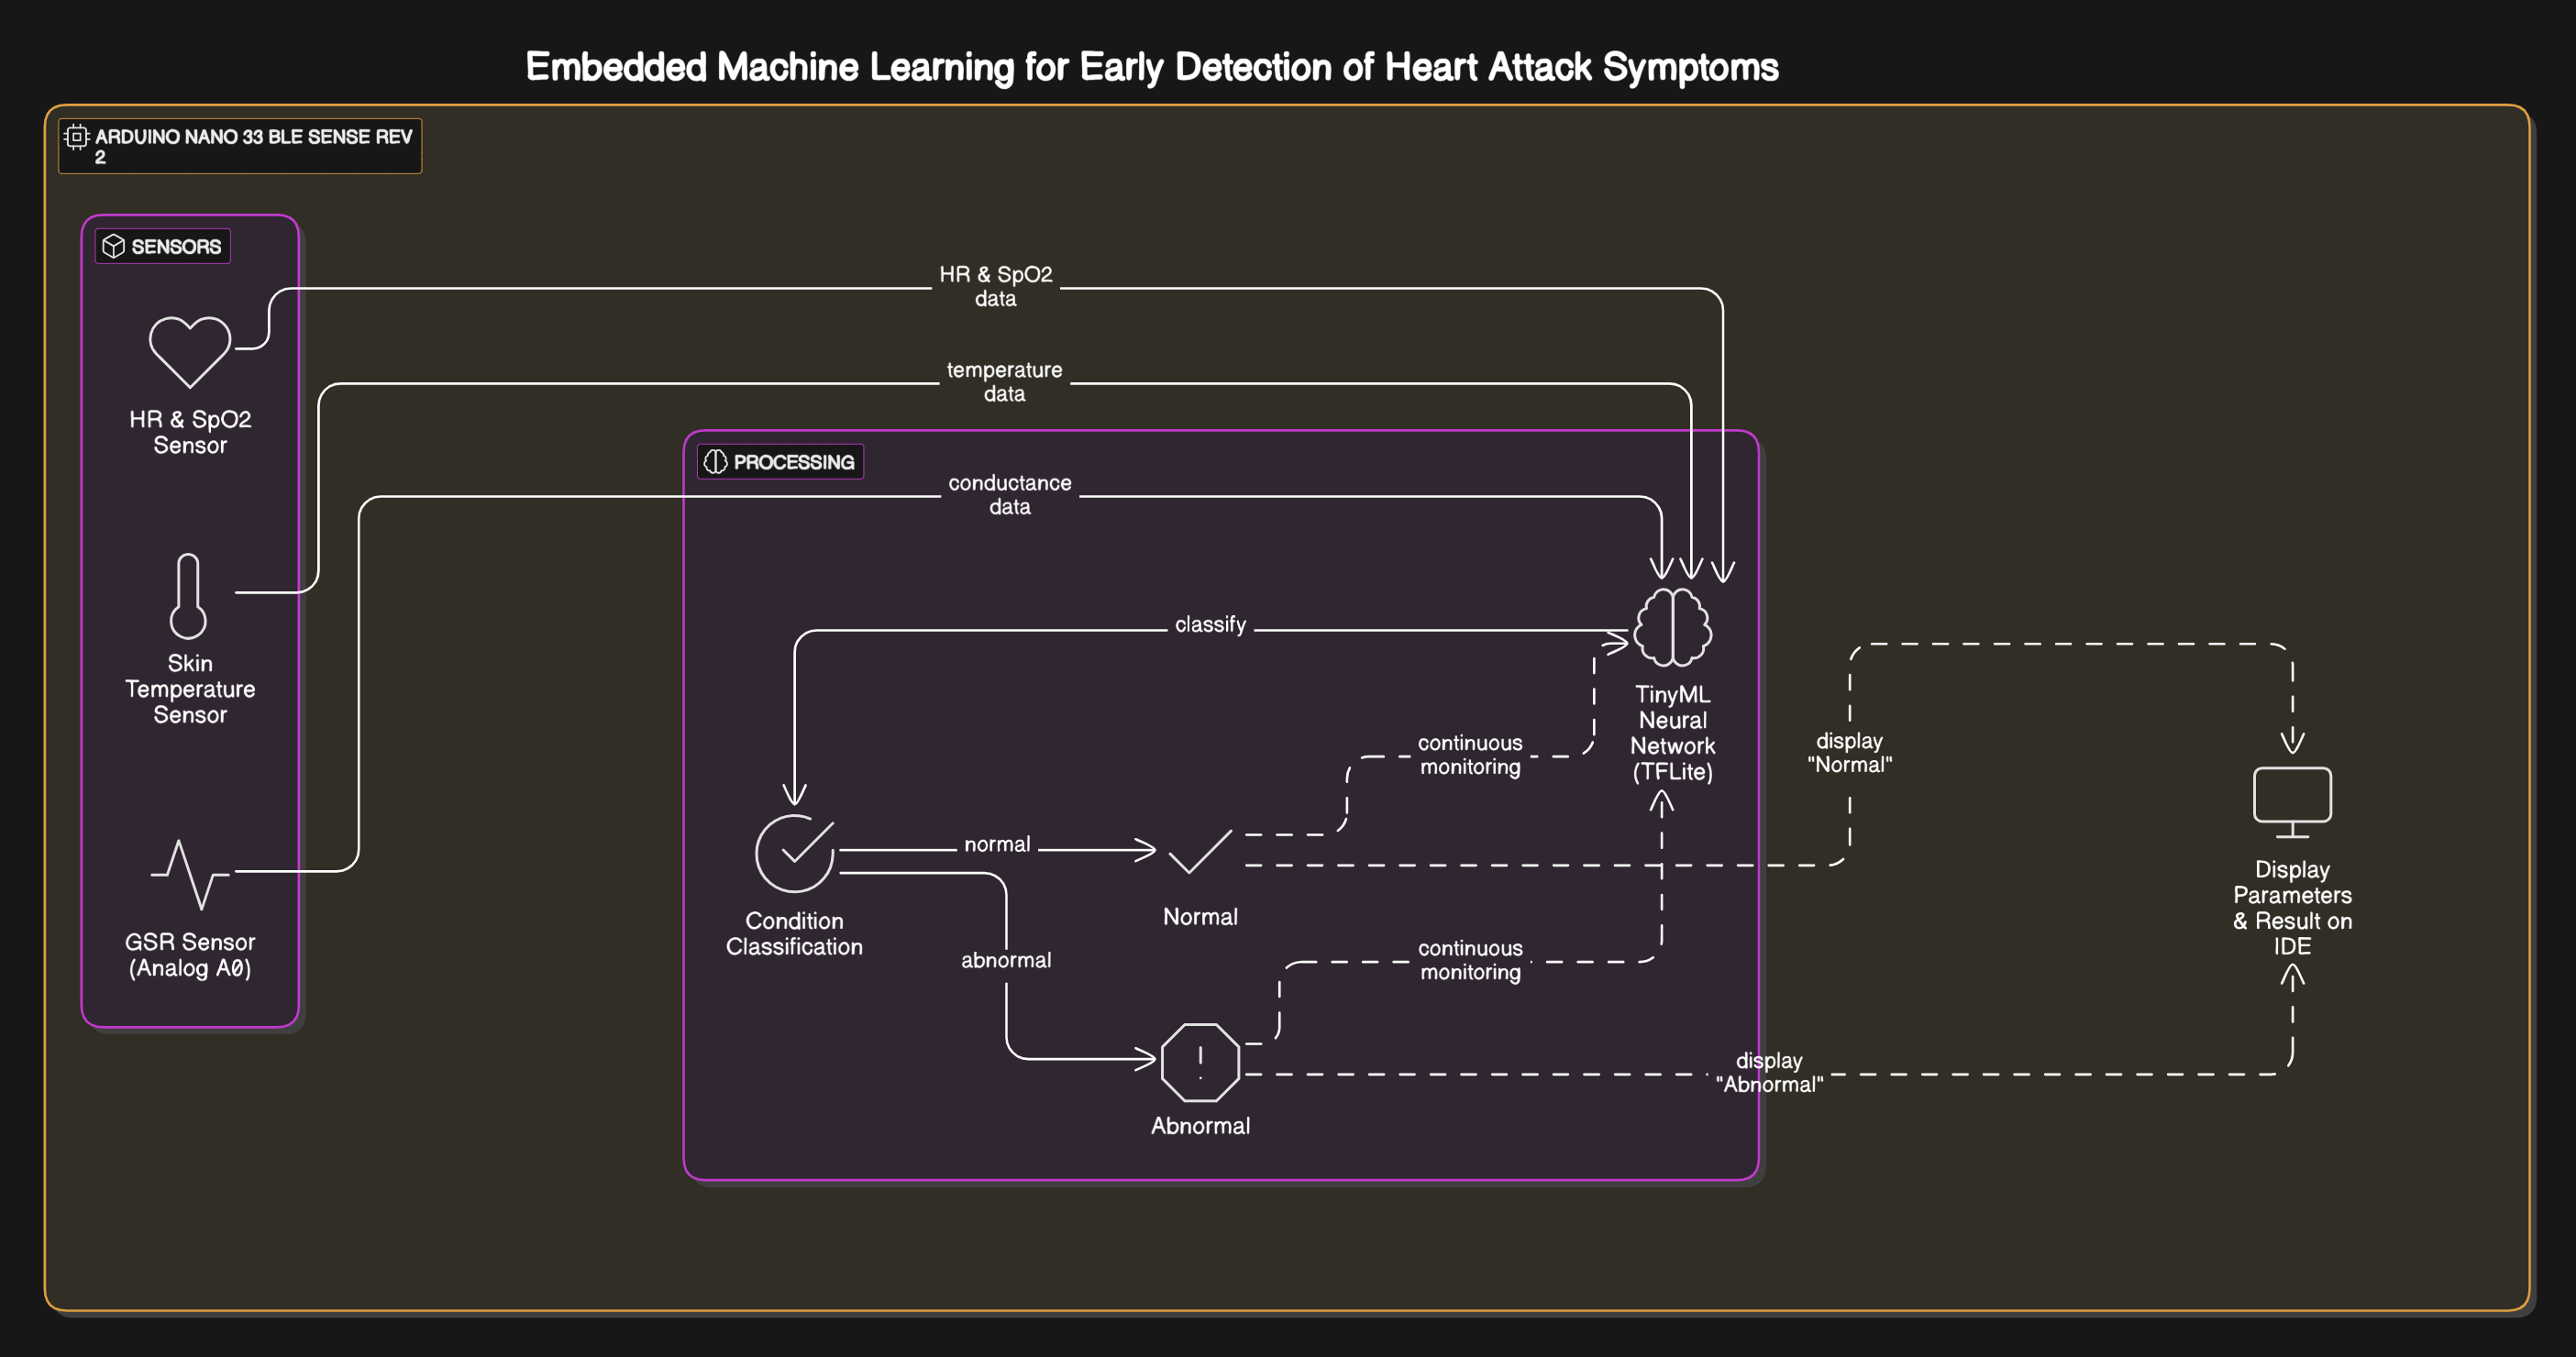 Embedded Machine Learning for Early Detection of Heart Attack Symptoms
ARDUINO NANO 33 BLE SENSE REV
2
SENSORS
HR & SpO2
data
HR & SpO2
Sensor
temperature
data
PROCESSING
conductance
data
Skin
Temperature
Sensor
classify
TinyML
Neural
Network
(TFLite)
continuous
monitoring
display
"Normal"
normal
Condition
Classification
Normal
Display
Parameters
& Result on
IDE
GSR Sensor
(Analog A0)
abnormal
continuous
monitoring
display
"Abnormal"
Abnormal